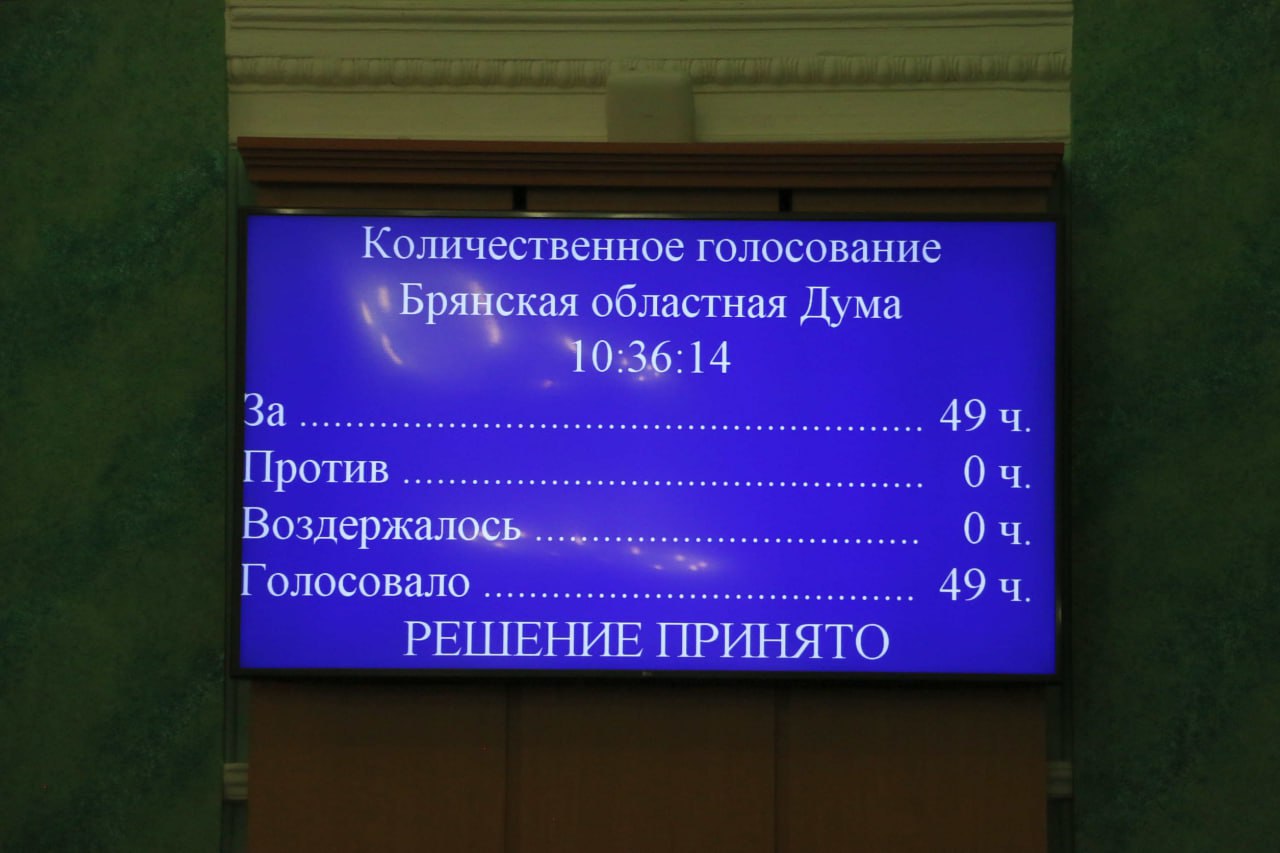 Количественное голосование
Брянская областная Дума
10:36:14
За ........................................................ 49 ч.
Против ............................................... 0 ч.
Воздержалось .................................. 0 ч.
Голосовало ....................................... 49 ч.
РЕШЕНИЕ ПРИНЯТО